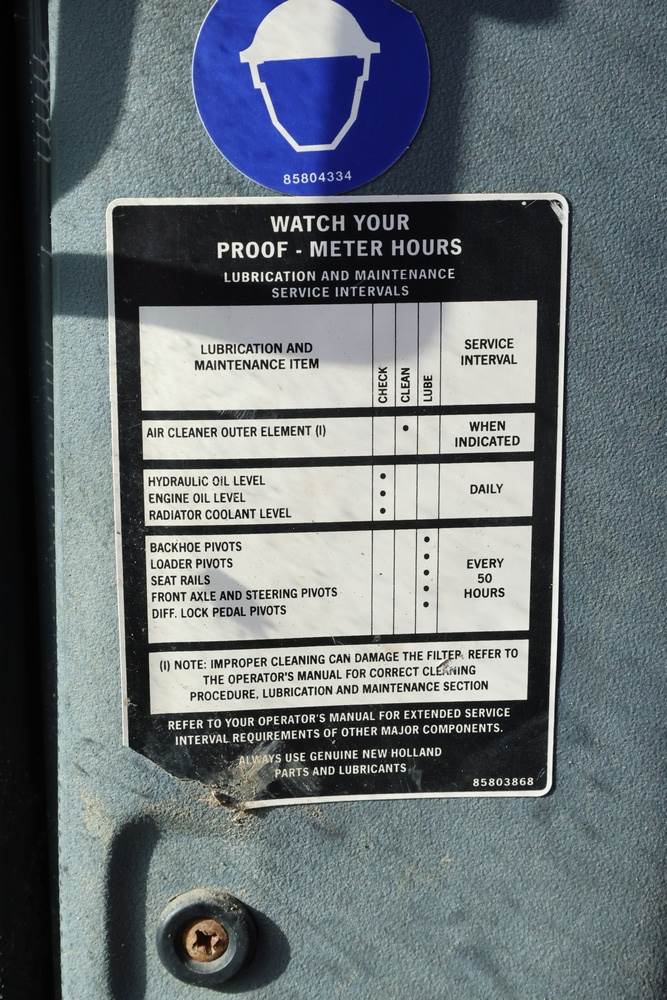 85804334
WATCH YOUR
PROOF - METER HOURS
LUBRICATION AND MAINTENANCE
SERVICE INTERVALS
LUBRICATION AND
MAINTENANCE ITEM
CHECK
CLEAN
LUBE
SERVICE
INTERVAL
AIR CLEANER OUTER ELEMENT (I)
WHEN
INDICATED
HYDRAULIC OIL LEVEL
ENGINE OIL LEVEL
RADIATOR COOLANT LEVEL
DAILY
BACKHOE PIVOTS
LOADER PIVOTS
SEAT RAILS
FRONT AXLE AND STEERING PIVOTS
DIFF. LOCK PEDAL PIVOTS
EVERY
50
HOURS
(I) NOTE: IMPROPER CLEANING CAN DAMAGE THE FILTER. REFER TO
THE OPERATOR'S MANUAL FOR CORRECT CLEANING
PROCEDURE, LUBRICATION AND MAINTENANCE SECTION
REFER TO YOUR OPERATOR'S MANUAL FOR EXTENDED SERVICE
INTERVAL REQUIREMENTS OF OTHER MAJOR COMPONENTS.
ALWAYS USE GENUINE NEW HOLLAND
PARTS AND LUBRICANTS
85803868